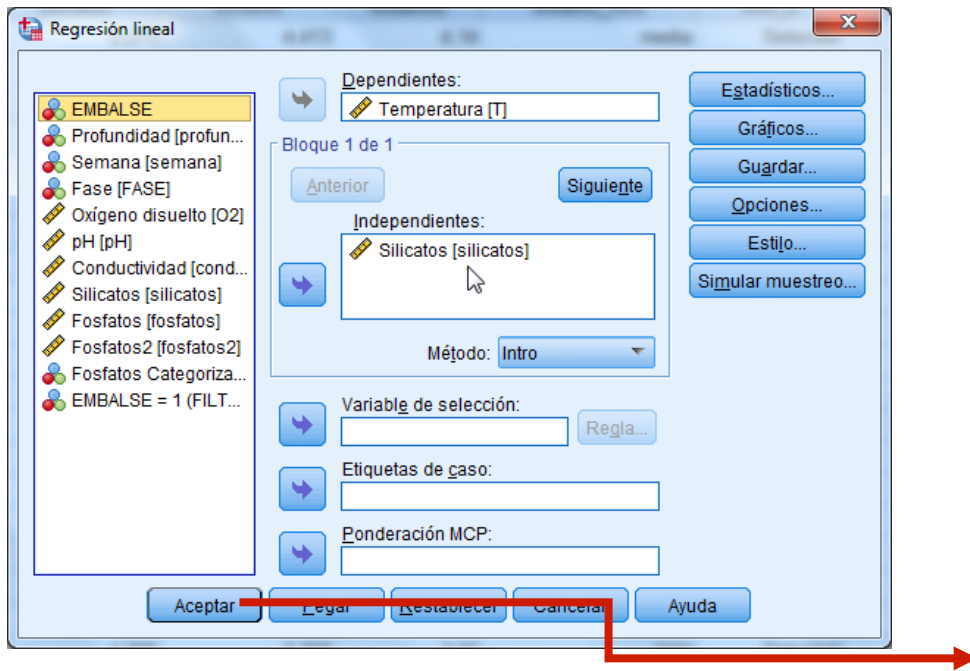 Regresión lineal
EMBALSE
Profundidad [profun...
Semana [semana]
Fase [FASE]
Oxígeno disuelto [O2]
pH [pH]
Conductividad [cond...
Silicatos [silicatos]
Fosfatos [fosfatos]
Fosfatos2 [fosfatos2]
Fosfatos Categoriza...
EMBALSE = 1 (FILT...
Dependientes:
Temperatura [T]
Bloque 1 de 1
Anterior
Siguiente
Independientes:
Silicatos [silicatos]
Método: Intro
Variable de selección:
Regla...
Etiquetas de caso:
Ponderación MCP:
Estadísticos...
Gráficos...
Guardar...
Opciones...
Estilo...
Simular muestreo...
Aceptar
Pegar
Restablecer
Cancelar
Ayuda